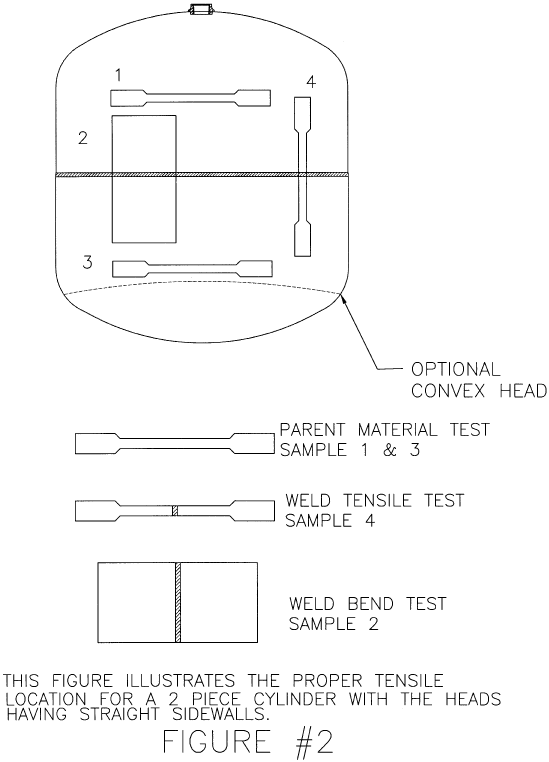 1
4
2
3
OPTIONAL
CONVEX HEAD
PARENT MATERIAL TEST
SAMPLE 1 & 3
WELD TENSILE TEST
SAMPLE 4
WELD BEND TEST
SAMPLE 2
THIS FIGURE ILLUSTRATES THE PROPER TENSILE
LOCATION FOR A 2 PIECE CYLINDER WITH THE HEADS
HAVING STRAIGHT SIDEWALLS.
FIGURE #2